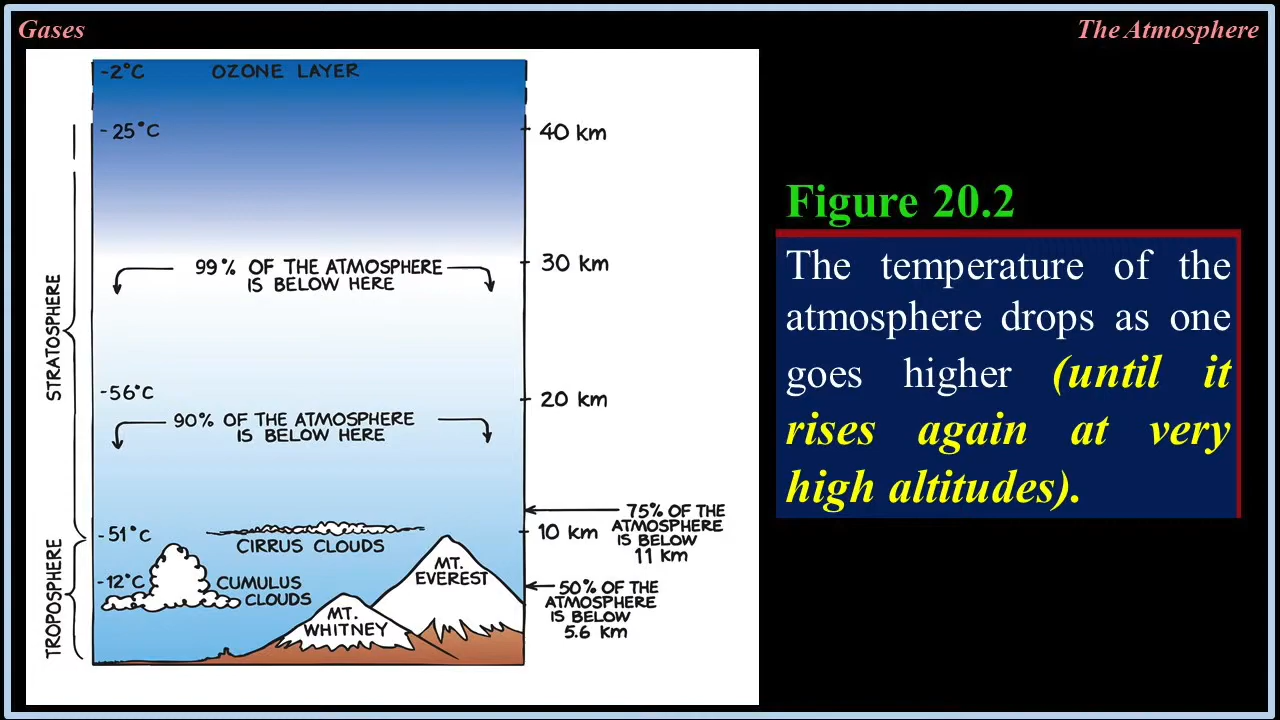 Gases
The Atmosphere
-2°C
OZONE LAYER
-25°C
40 km
99% OF THE ATMOSPHERE
IS BELOW HERE
30 km
STRATOSPHERE
-56°C
20 km
90% OF THE ATMOSPHERE
IS BELOW HERE
75% OF THE
ATMOSPHERE
IS BELOW
11 km
-51°C
10 km
CIRRUS CLOUDS
TROPOSPHERE
-12°C
CUMULUS
CLOUDS
MT.
EVEREST
MT.
WHITNEY
50% OF THE
ATMOSPHERE
IS BELOW
5.6 km
Figure 20.2
The temperature of the
atmosphere drops as one
goes higher (until it
rises again at very
high altitudes).